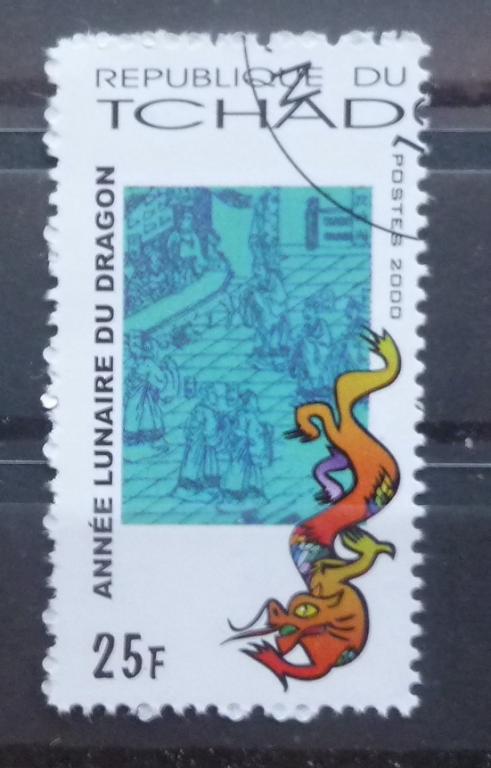 REPUBLIQUE DU
TCHAD
POSTES 2000
ANNÉE LUNAIRE DU DRAGON
25F